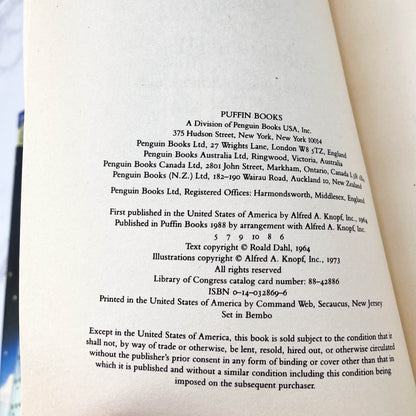 PUFFIN BOOKS
A Division of Penguin Books USA, Inc.
375 Hudson Street, New York, New York 10014
Penguin Books Ltd, 27 Wrights Lane, London W8 5TZ, England
Penguin Books Australia Ltd, Ringwood, Victoria, Australia
Penguin Books Canada Ltd, 2801 John Street, Markham, Ontario, Canada L3R 1B4
Penguin Books (N.Z.) Ltd, 182–190 Wairau Road, Auckland 10, New Zealand
Penguin Books Ltd, Registered Offices: Harmondsworth, Middlesex, England
First published in the United States of America by Alfred A. Knopf, Inc., 1964
Published in Puffin Books 1988 by arrangement with Alfred A. Knopf, Inc.
5 7 9 10 8 6
Text copyright © Roald Dahl, 1964
Illustrations copyright © Alfred A. Knopf, Inc., 1973
All rights reserved
Library of Congress catalog card number: 88-42886
ISBN 0-14-032869-6
Printed in the United States of America by Command Web, Secaucus, New Jersey
Set in Bembo
Except in the United States of America, this book is sold subject to the condition that it
shall not, by way of trade or otherwise, be lent, resold, hired out, or otherwise circulated
without the publisher's prior consent in any form of binding or cover other than that in
which it is published and without a similar condition including this condition being
imposed on the subsequent purchaser.